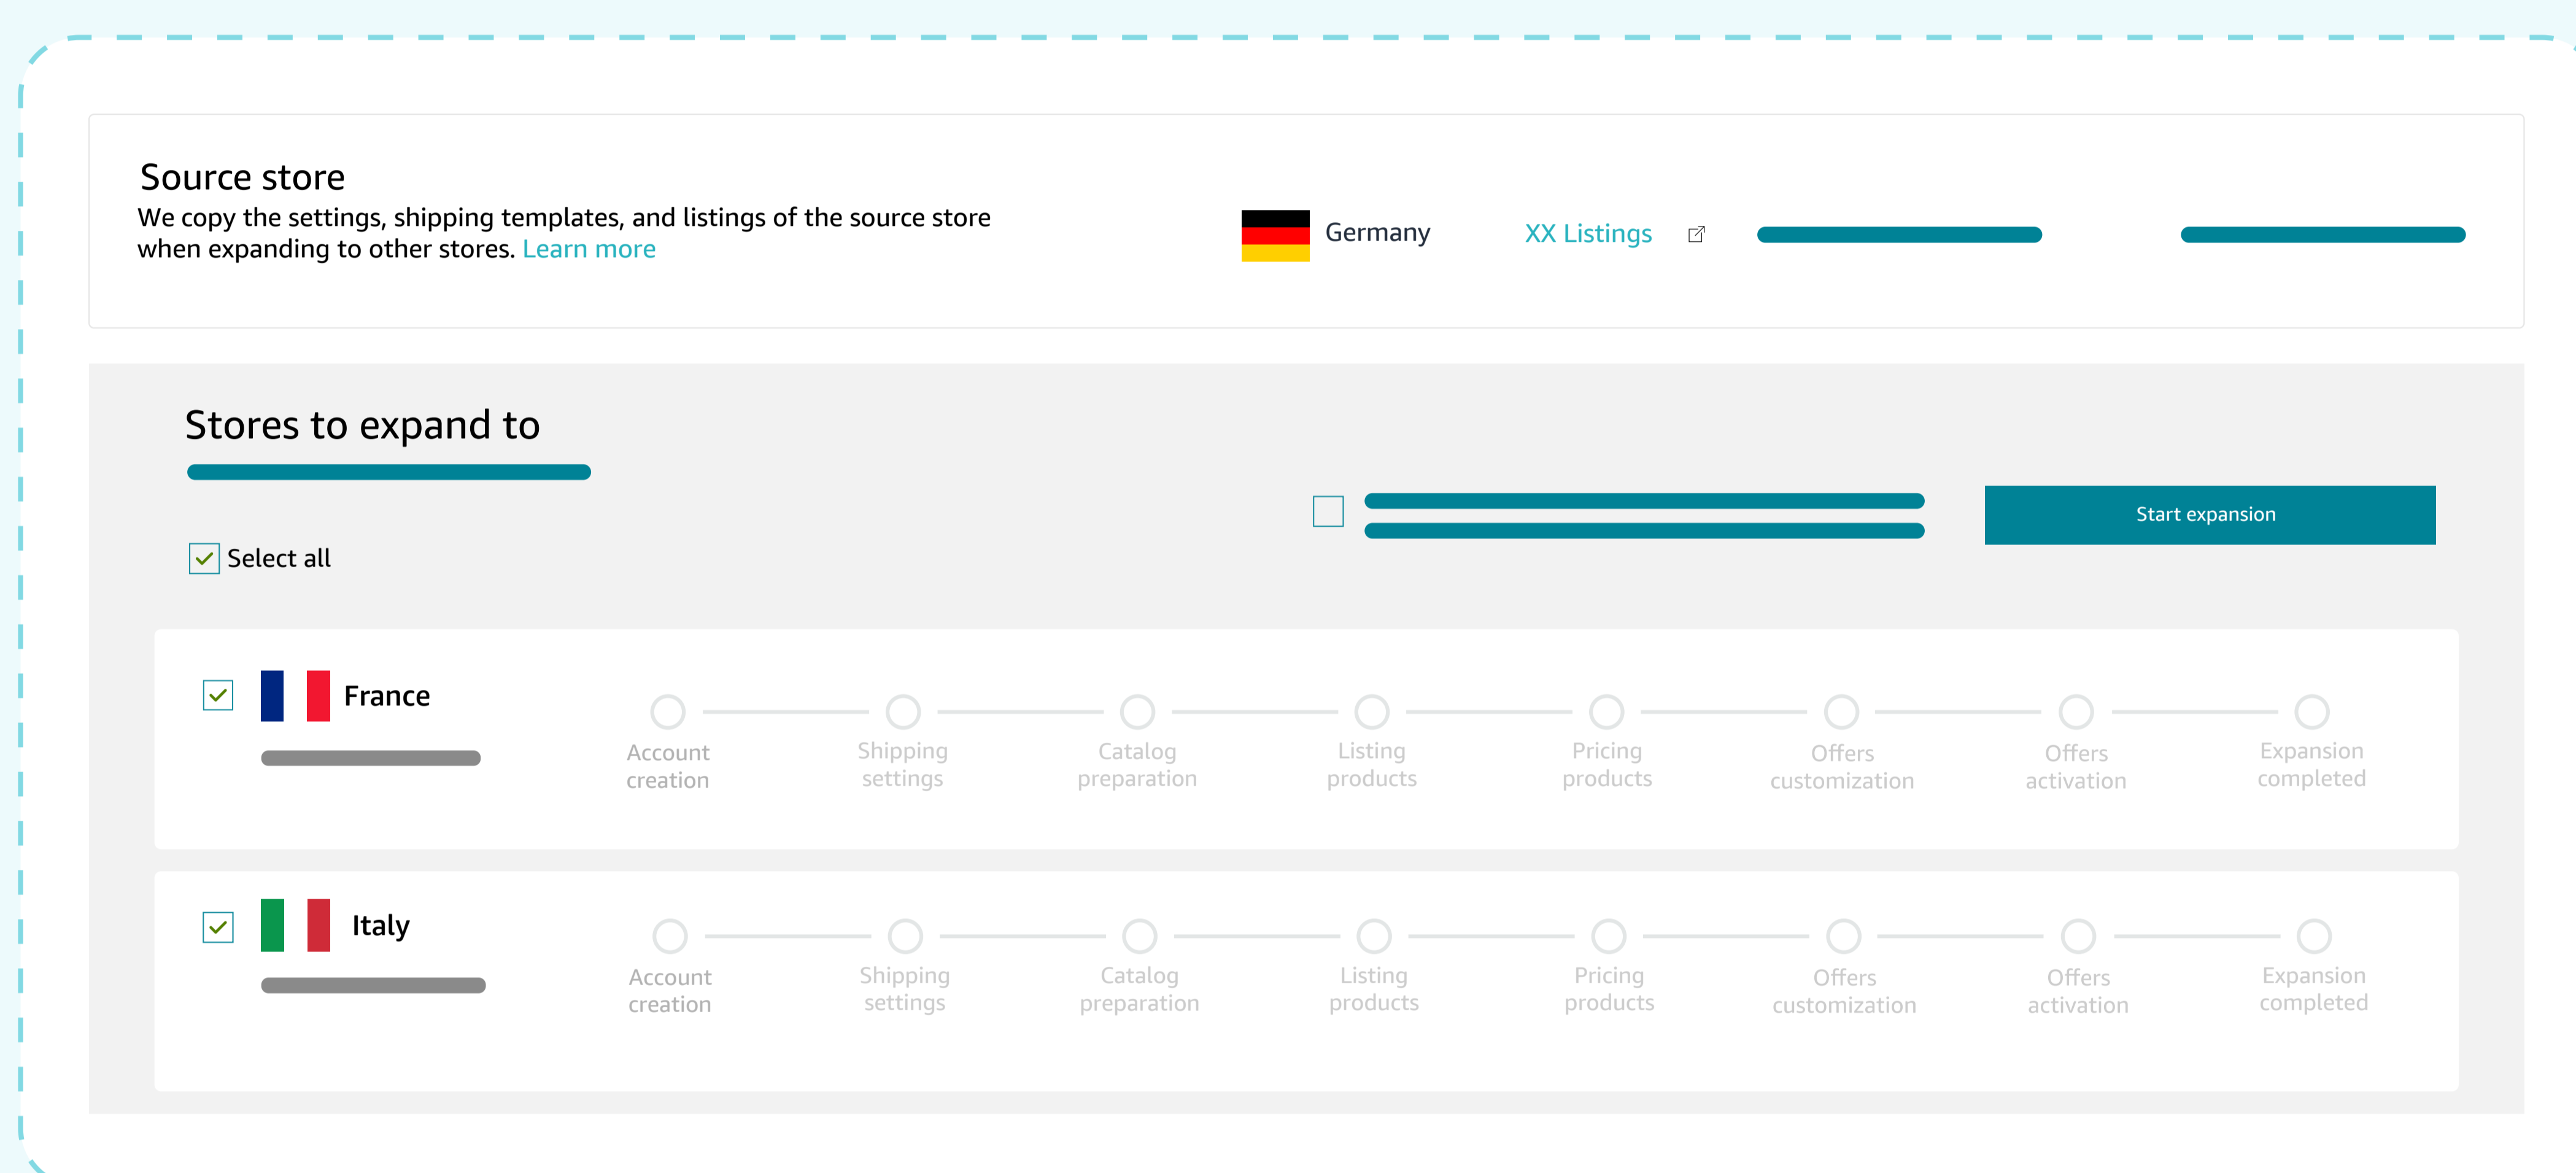 Source store
We copy the settings, shipping templates, and listings of the source store
when expanding to other stores. Learn more
Germany
XX Listings
Stores to expand to
Start expansion
Select all
France
Account
creation
Shipping
settings
Catalog
preparation
Listing
products
Pricing
products
Offers
customization
Offers
activation
Expansion
completed
Italy
Account
creation
Shipping
settings
Catalog
preparation
Listing
products
Pricing
products
Offers
customization
Offers
activation
Expansion
completed